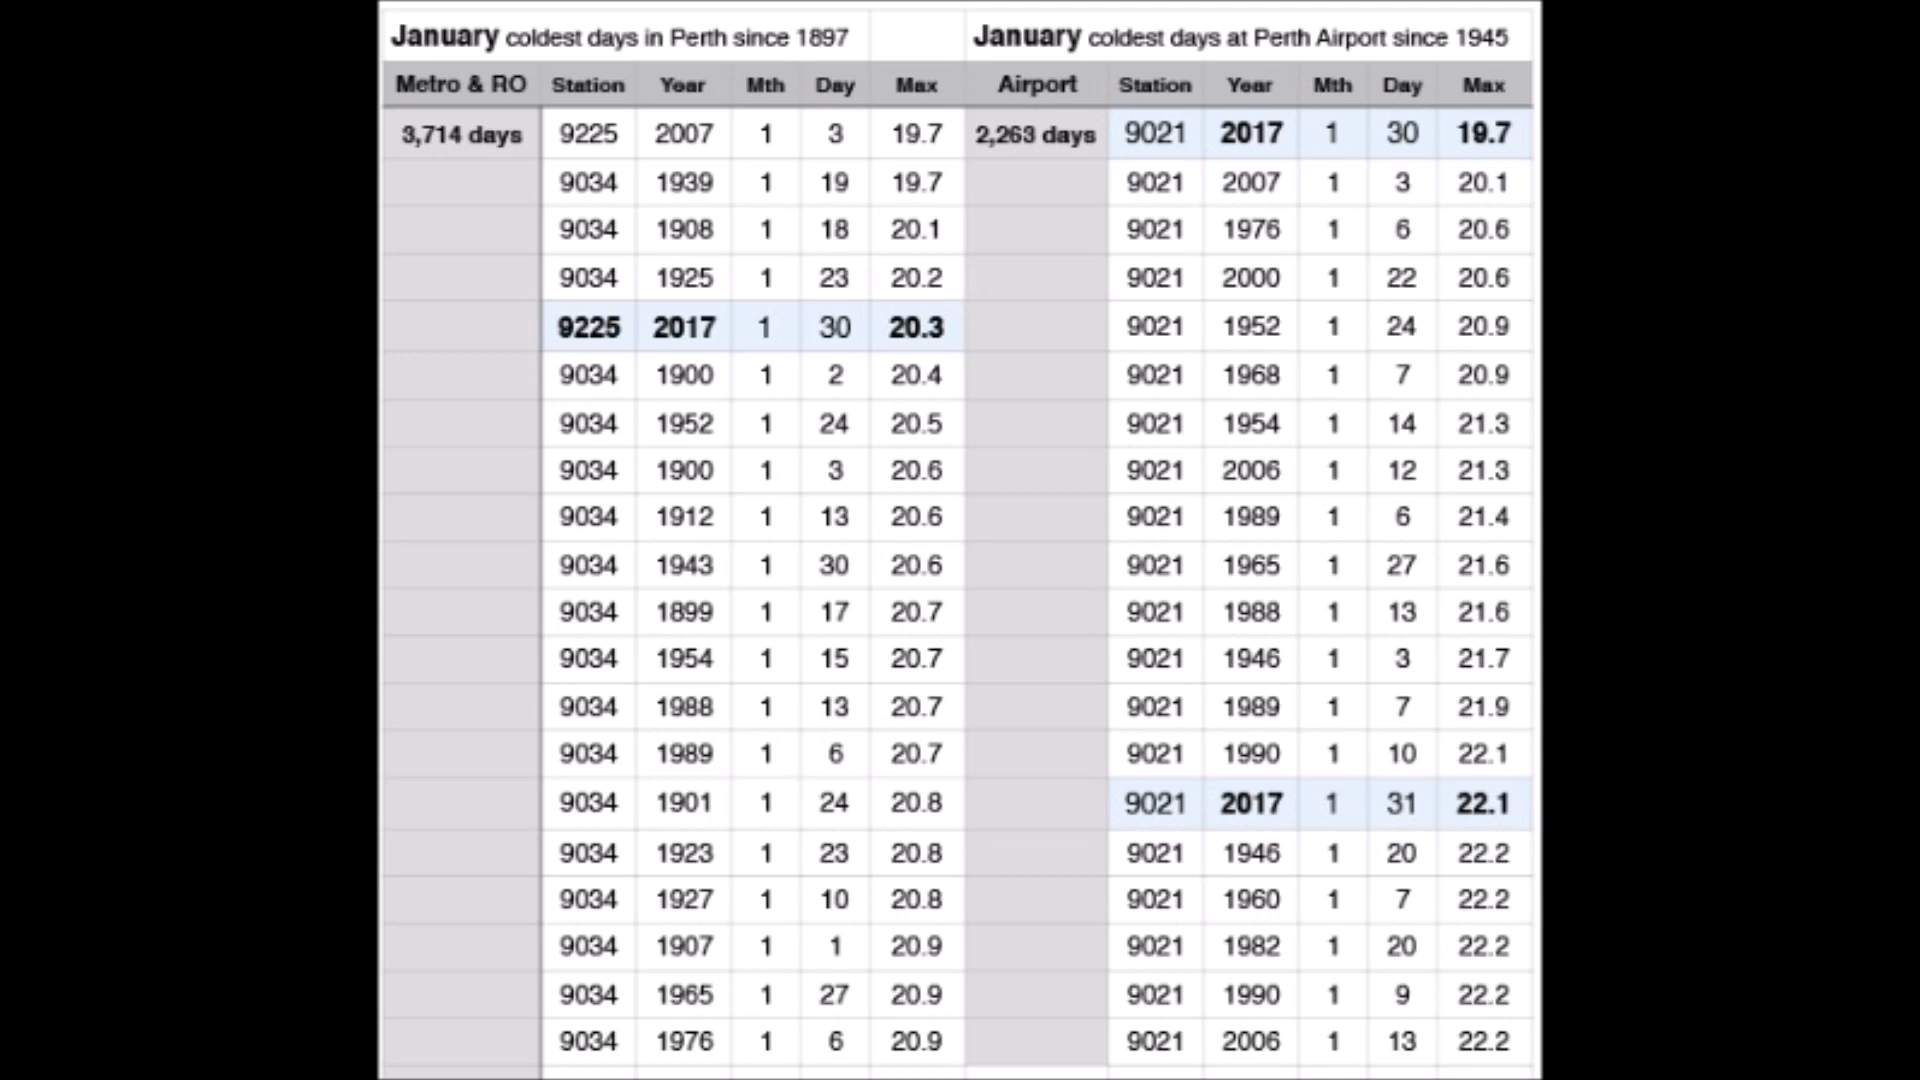 January coldest days in Perth since 1897 January coldest days at Perth Airport since 1945
Metro & RO Station Year Mth Day Max Airport Station Year Mth Day Max
3,714 days 9225 2007 1 3 19.7 2,263 days 9021 2017 1 30 19.7
9034 1939 1 19 19.7 9021 2007 1 3 20.1
9034 1908 1 18 20.1 9021 1976 1 6 20.6
9034 1925 1 23 20.2 9021 2000 1 22 20.6
9225 2017 1 30 20.3 9021 1952 1 24 20.9
9034 1900 1 2 20.4 9021 1968 1 7 20.9
9034 1952 1 24 20.5 9021 1954 1 14 21.3
9034 1900 1 3 20.6 9021 2006 1 12 21.3
9034 1912 1 13 20.6 9021 1989 1 6 21.4
9034 1943 1 30 20.6 9021 1965 1 27 21.6
9034 1899 1 17 20.7 9021 1988 1 13 21.6
9034 1954 1 15 20.7 9021 1946 1 3 21.7
9034 1988 1 13 20.7 9021 1989 1 7 21.9
9034 1989 1 6 20.7 9021 1990 1 10 22.1
9034 1901 1 24 20.8 9021 2017 1 31 22.1
9034 1923 1 23 20.8 9021 1946 1 20 22.2
9034 1927 1 10 20.8 9021 1960 1 7 22.2
9034 1907 1 1 20.9 9021 1982 1 20 22.2
9034 1965 1 27 20.9 9021 1990 1 9 22.2
9034 1976 1 6 20.9 9021 2006 1 13 22.2